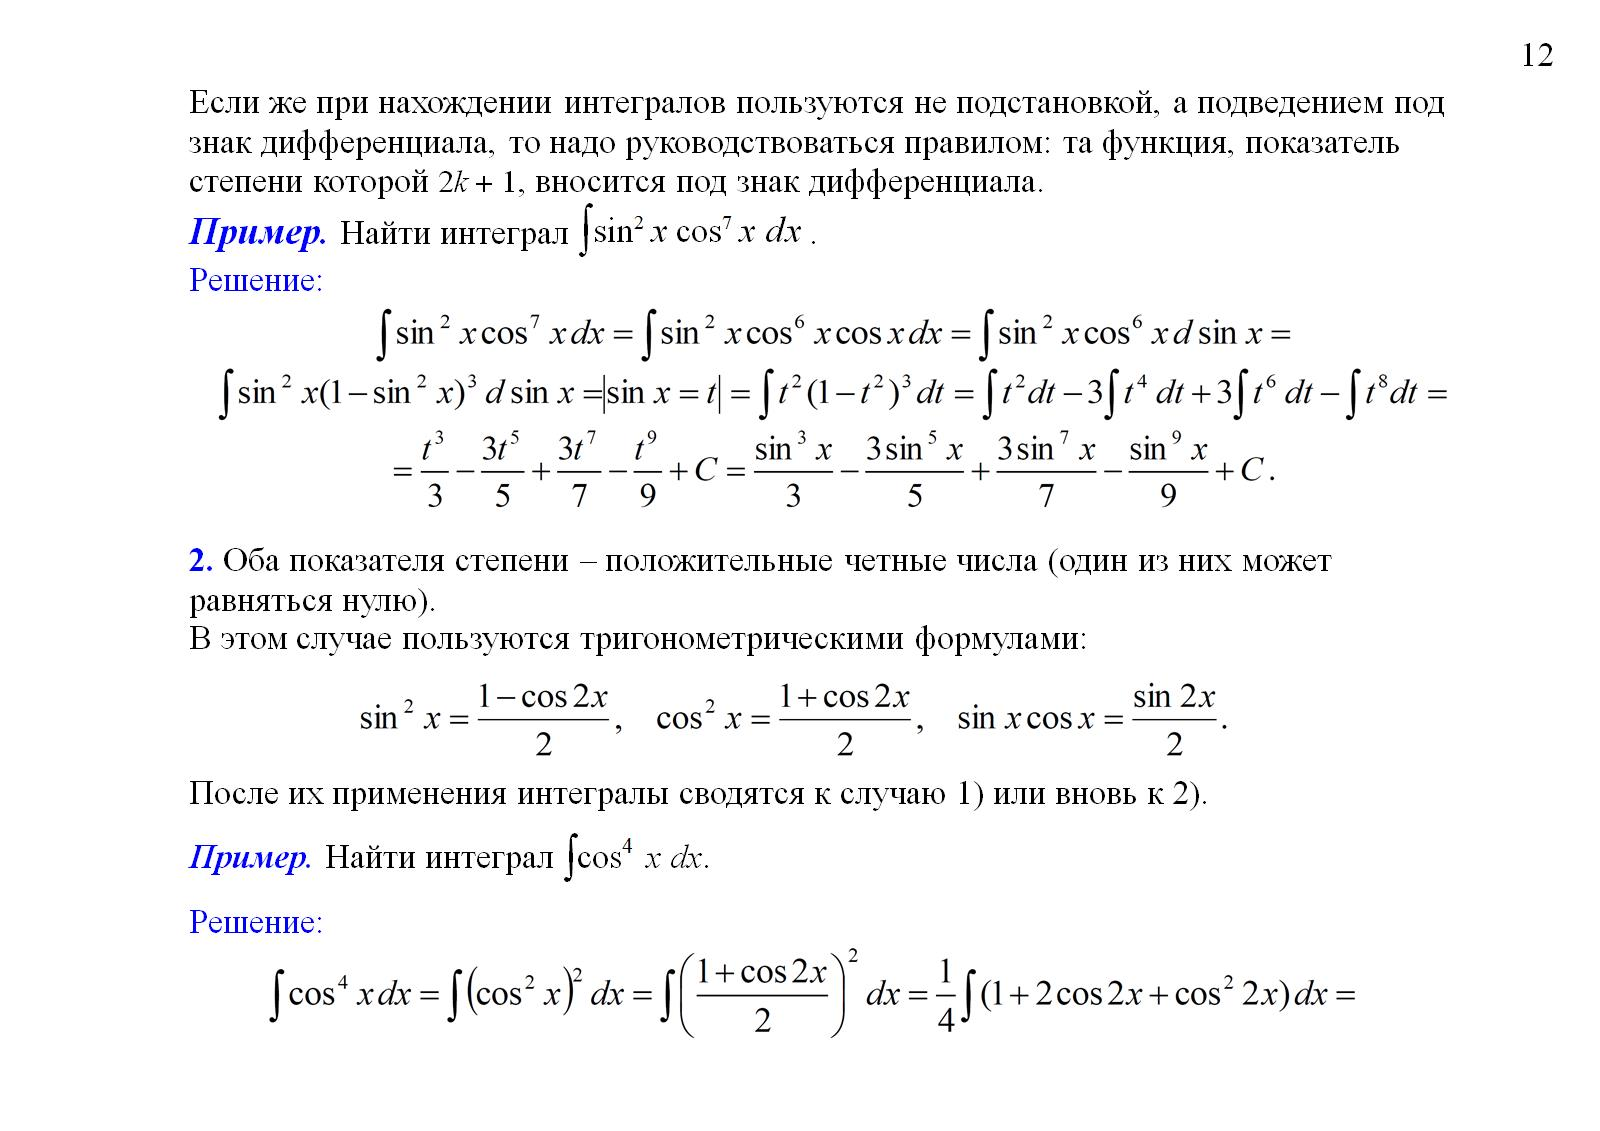 12
Если же при нахождении интегралов пользуются не подстановкой, а подведением под
знак дифференциала, то надо руководствоваться правилом: та функция, показатель
степени которой 2k + 1, вносится под знак дифференциала.
Пример. Найти интеграл ∫sin² x cos⁷ x dx .
Решение:
∫sin² x cos⁷ x dx = ∫sin² x cos⁶ x cos x dx = ∫sin² x cos⁶ x d sin x =
∫sin² x(1 − sin² x)³ d sin x =|sin x = t| = ∫t²(1 − t²)³ dt = ∫t² dt − 3∫t⁴ dt + 3∫t⁶ dt − ∫t⁸ dt =
= t³/3 − 3t⁵/5 + 3t⁷/7 − t⁹/9 + C = sin³ x/3 − 3sin⁵ x/5 + 3sin⁷ x/7 − sin⁹ x/9 + C .
2. Оба показателя степени – положительные четные числа (один из них может
равняться нулю).
В этом случае пользуются тригонометрическими формулами:
sin² x = (1 − cos 2x)/2 , cos² x = (1 + cos 2x)/2 , sin x cos x = sin 2x/2 .
После их применения интегралы сводятся к случаю 1) или вновь к 2).
Пример. Найти интеграл ∫cos⁴ x dx.
Решение:
∫cos⁴ x dx = ∫(cos² x)² dx = ∫((1 + cos 2x)/2)² dx = 1/4 ∫(1 + 2cos 2x + cos² 2x) dx =